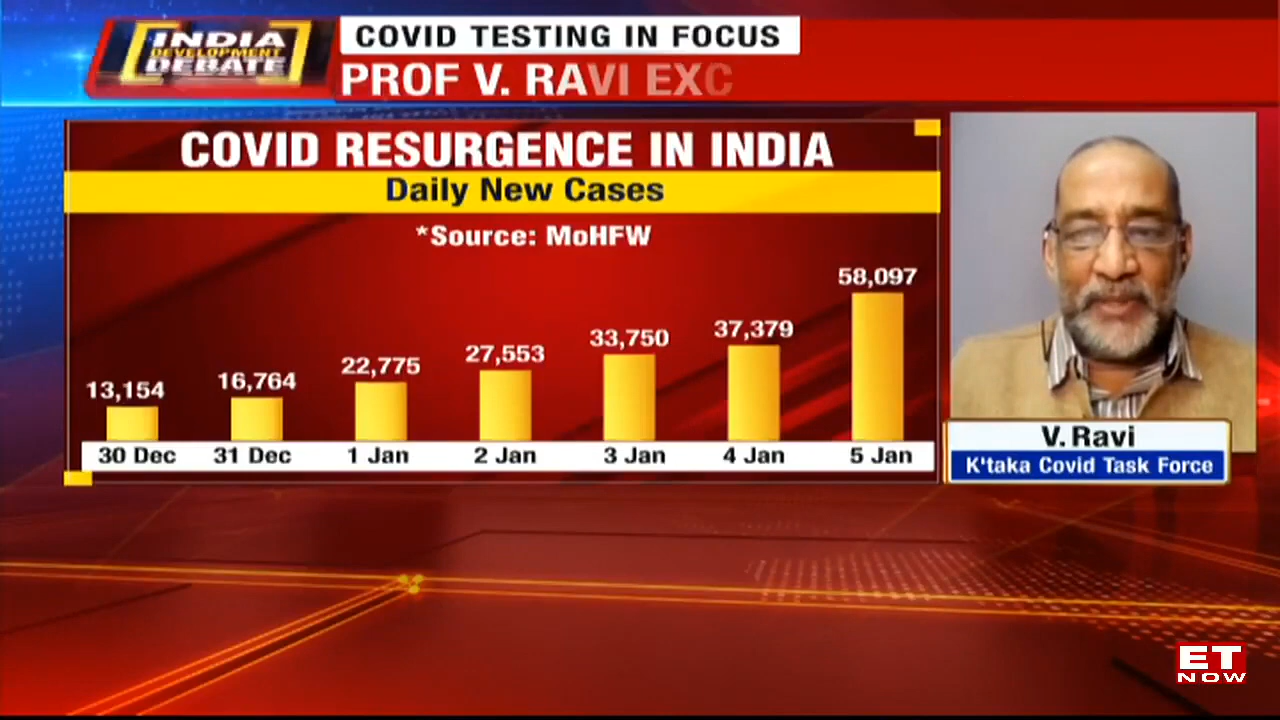 INDIA
DEVELOPMENT
DEBATE
COVID TESTING IN FOCUS
PROF V. RAVI EXC
COVID RESURGENCE IN INDIA
Daily New Cases
*Source: MoHFW
13,154
16,764
22,775
27,553
33,750
37,379
58,097
30 Dec
31 Dec
1 Jan
2 Jan
3 Jan
4 Jan
5 Jan
V. Ravi
K'taka Covid Task Force
ET
NOW